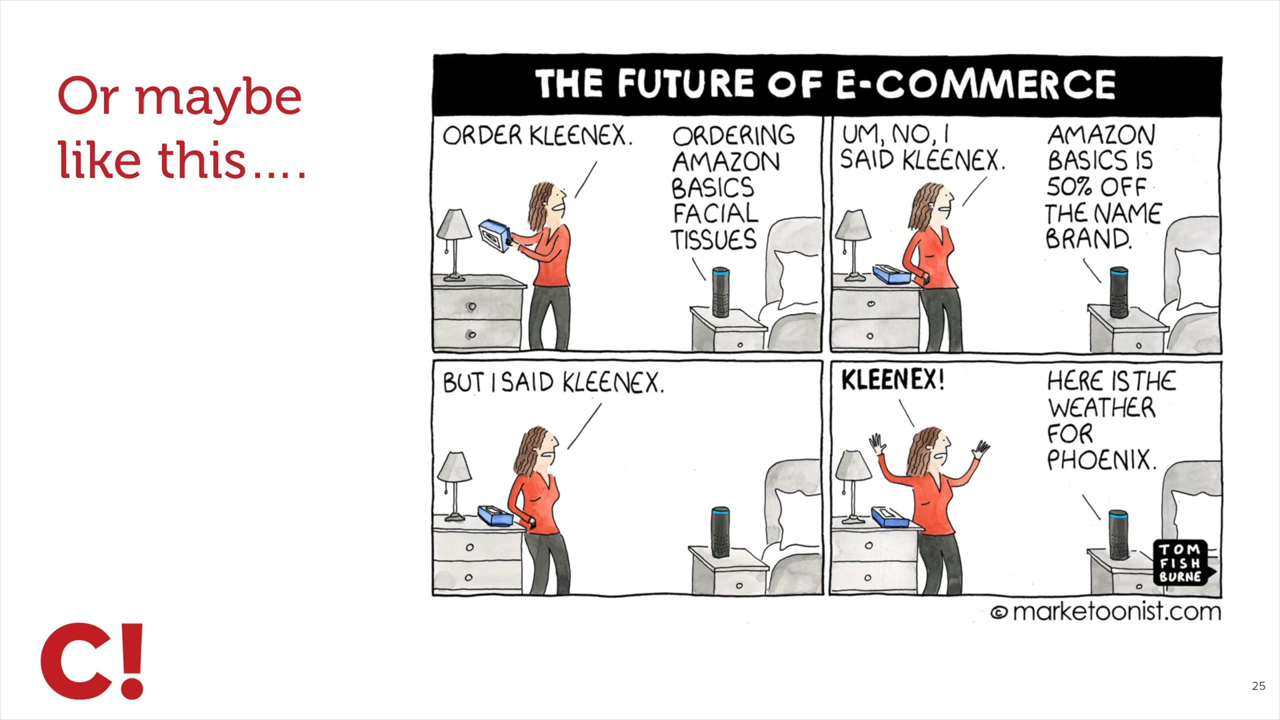 Or maybe
like this….
THE FUTURE OF E-COMMERCE
ORDER KLEENEX.
ORDERING
AMAZON
BASICS
FACIAL
TISSUES
UM, NO, I
SAID KLEENEX.
AMAZON
BASICS IS
50% OFF
THE NAME
BRAND.
BUT I SAID KLEENEX.
KLEENEX!
HERE IS THE
WEATHER
FOR
PHOENIX.
TOM
FISH
BURNE
© marketoonist.com
C!
25